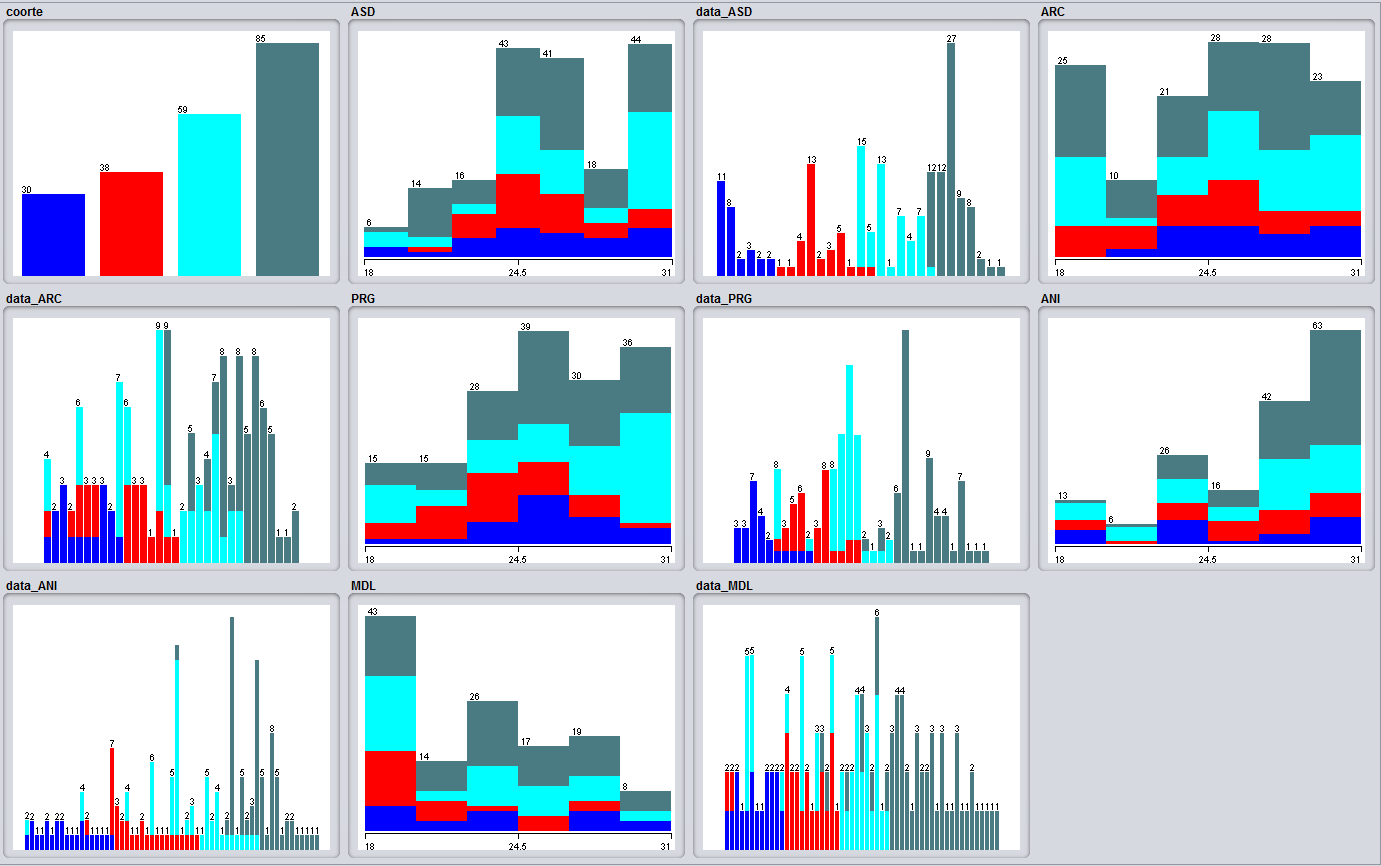 coorte
30 38 59 85
ASD
6 14 16 43 41 18 44
18 24.5 31
data_ASD
11 8 2 3 2 2 1 1 4 13 2 3 5 1 15 5 13 1 7 4 7 12 12 27 9 8 2 1 1
ARC
25 10 21 28 28 23
18 24.5 31
data_ARC
4 2 3 2 6 3 3 3 2 7 6 3 3 1 9 9 1 2 5 3 4 7 8 3 8 5 8 6 5 1 1 2
PRG
15 15 28 39 30 36
18 24.5 31
data_PRG
3 3 7 4 2 8 3 5 6 2 3 8 8 2 1 3 2 6 1 1 9 4 4 1 7 1 1 1
ANI
13 6 26 16 42 63
18 24.5 31
data_ANI
2 2 1 1 2 1 2 2 1 1 1 4 2 1 1 1 1 7 3 2 4 1 1 2 1 6 1 1 1 5 1 2 3 1 1 5 1 4 1 2 1 5 1 2 3 5 1 8 5 1 2 2 1 1 1 1 1
MDL
43 14 26 17 19 8
18 24.5 31
data_MDL
2 2 2 1 5 5 1 1 2 2 2 2 4 2 2 5 2 1 3 3 2 5 1 2 2 2 4 4 3 2 6 1 2 3 4 4 2 1 3 2 2 3 1 3 1 1 3 1 1 2 1 1 1 1 1